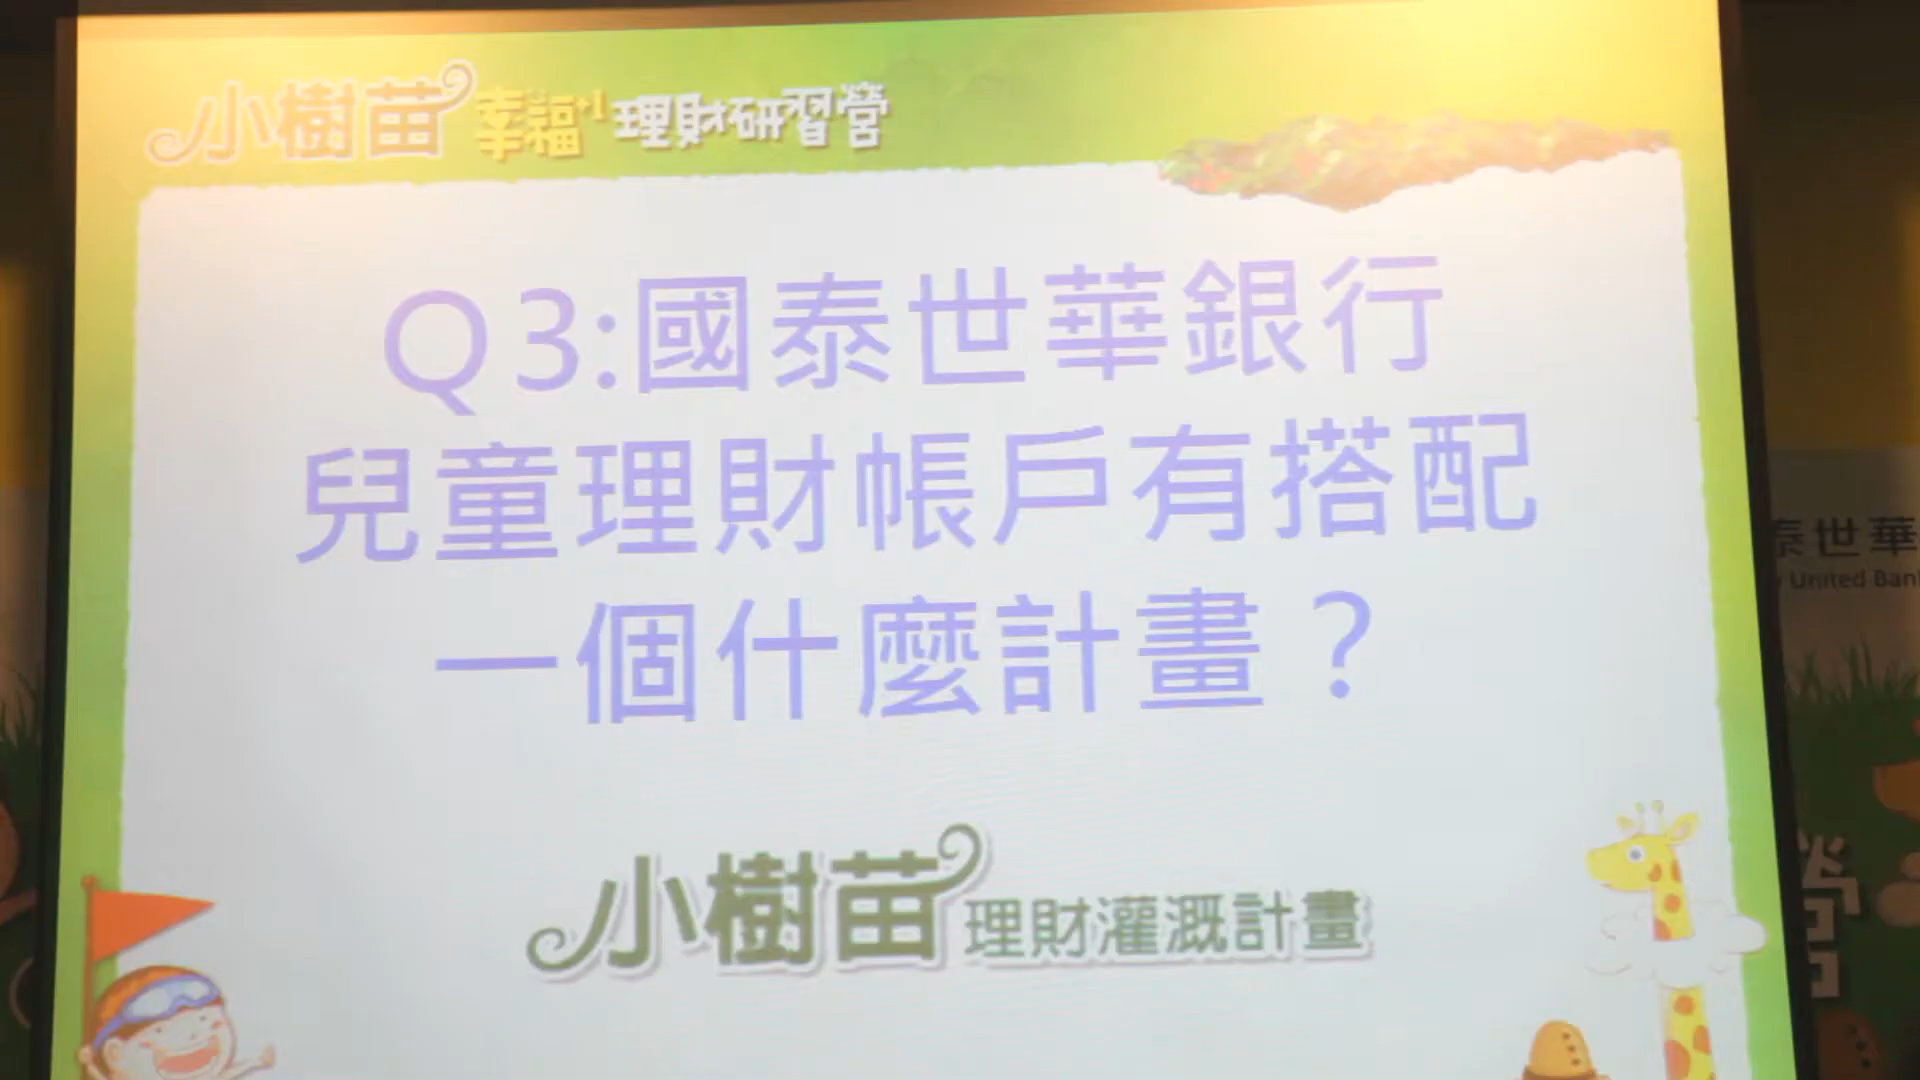 小樹苗 幸福+1 理財研習營
Q3:國泰世華銀行
兒童理財帳戶有搭配
一個什麼計畫？
小樹苗 理財灌溉計畫
泰世華
United Bank
營